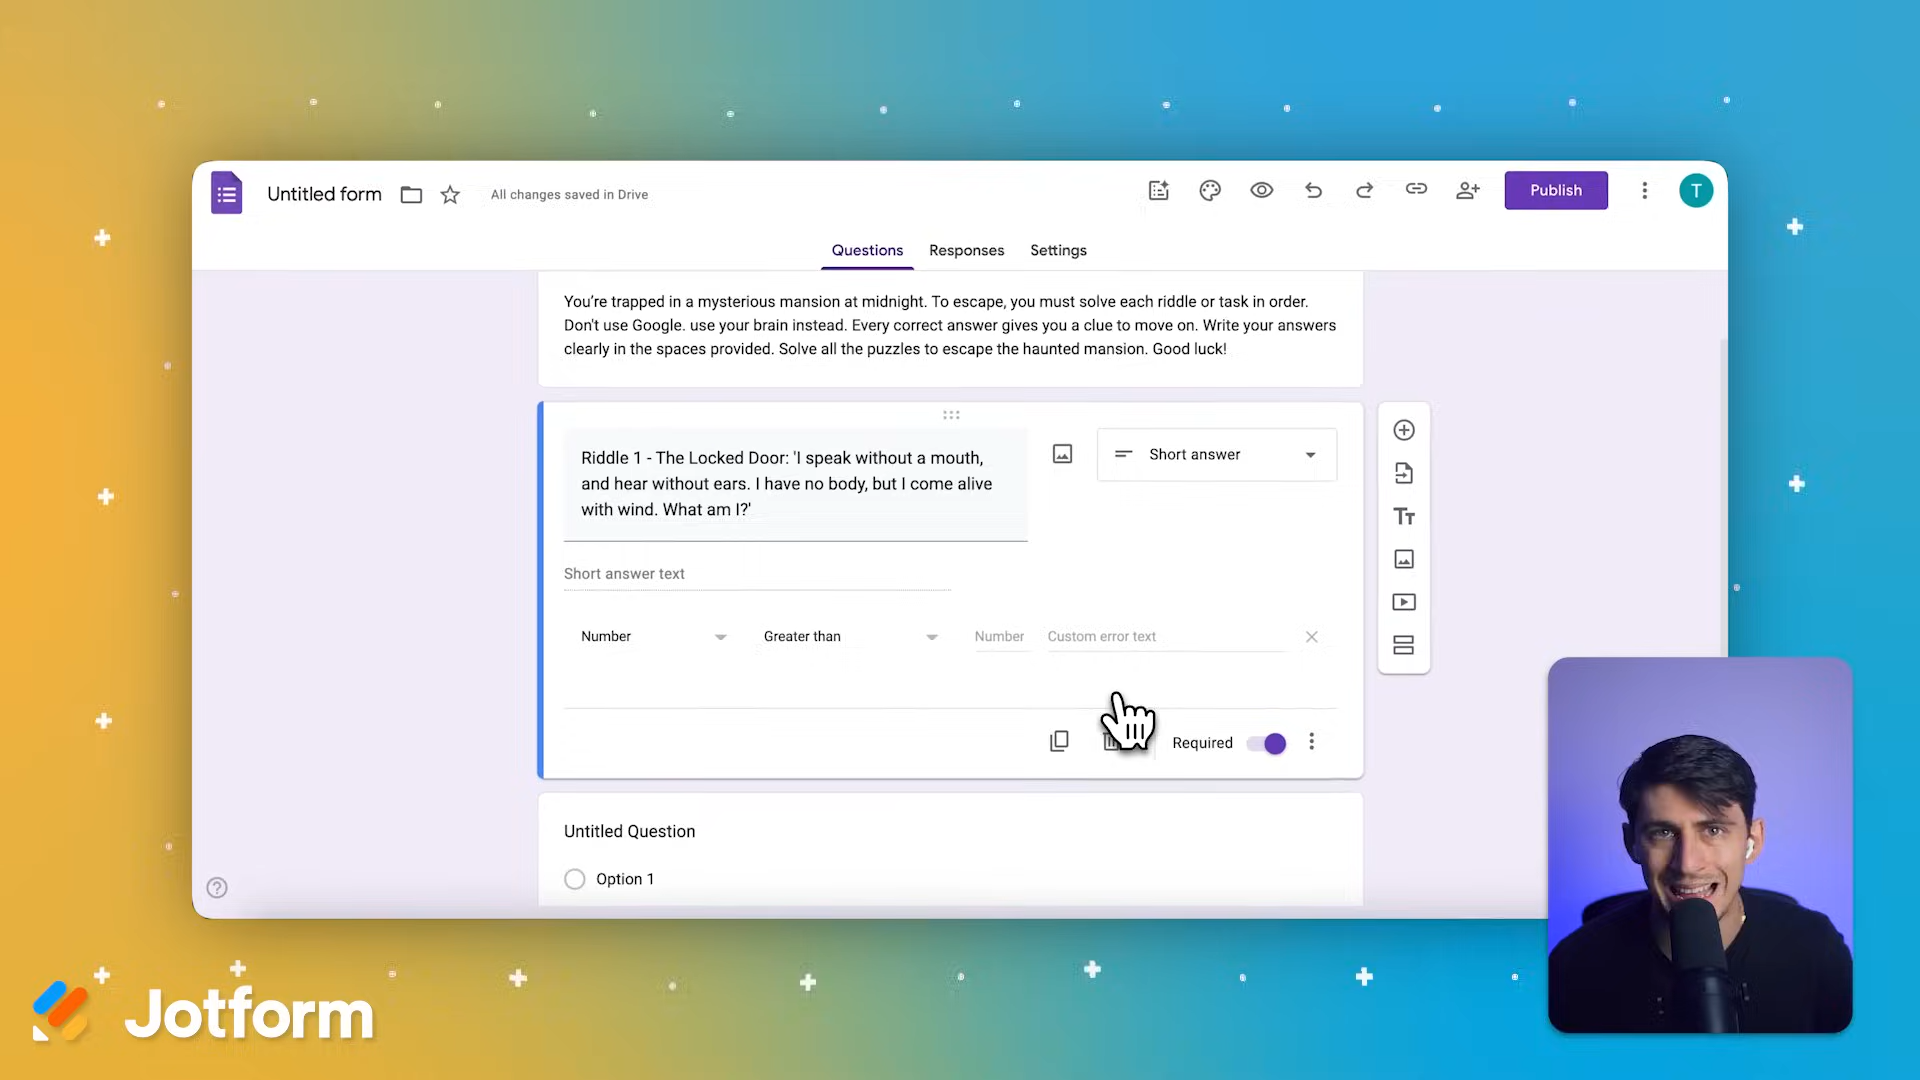 Untitled form
All changes saved in Drive
Publish
T
Questions
Responses
Settings
You're trapped in a mysterious mansion at midnight. To escape, you must solve each riddle or task in order.
Don't use Google. use your brain instead. Every correct answer gives you a clue to move on. Write your answers
clearly in the spaces provided. Solve all the puzzles to escape the haunted mansion. Good luck!
Riddle 1 - The Locked Door: 'I speak without a mouth,
and hear without ears. I have no body, but I come alive
with wind. What am I?'
Short answer
Short answer text
Number
Greater than
Number
Custom error text
Required
Untitled Question
Option 1
Jotform